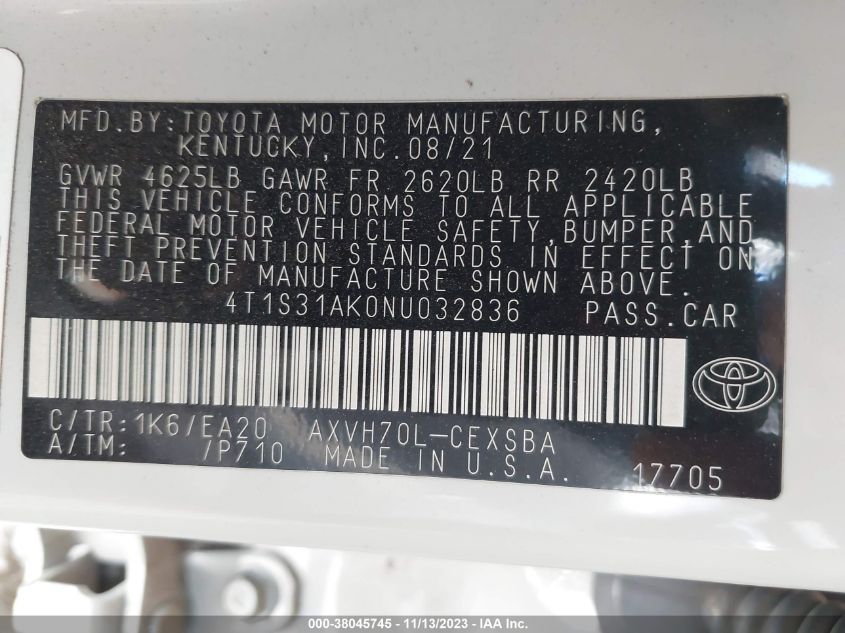 MFD.BY:TOYOTA MOTOR MANUFACTURING,
KENTUCKY,INC.08/21
GVWR 4625LB GAWR FR 2620LB RR 2420LB
THIS VEHICLE CONFORMS TO ALL APPLICABLE
FEDERAL MOTOR VEHICLE SAFETY,BUMPER,AND
THEFT PREVENTION STANDARDS IN EFFECT ON
THE DATE OF MANUFACTURE SHOWN ABOVE.
4T1S31AK0NU032836 PASS.CAR
C/TR:1K6/EA20 AXVH70L-CEXSBA
A/TM: /P710 MADE IN U.S.A. 17705
000-38045745 - 11/13/2023 - IAA Inc.